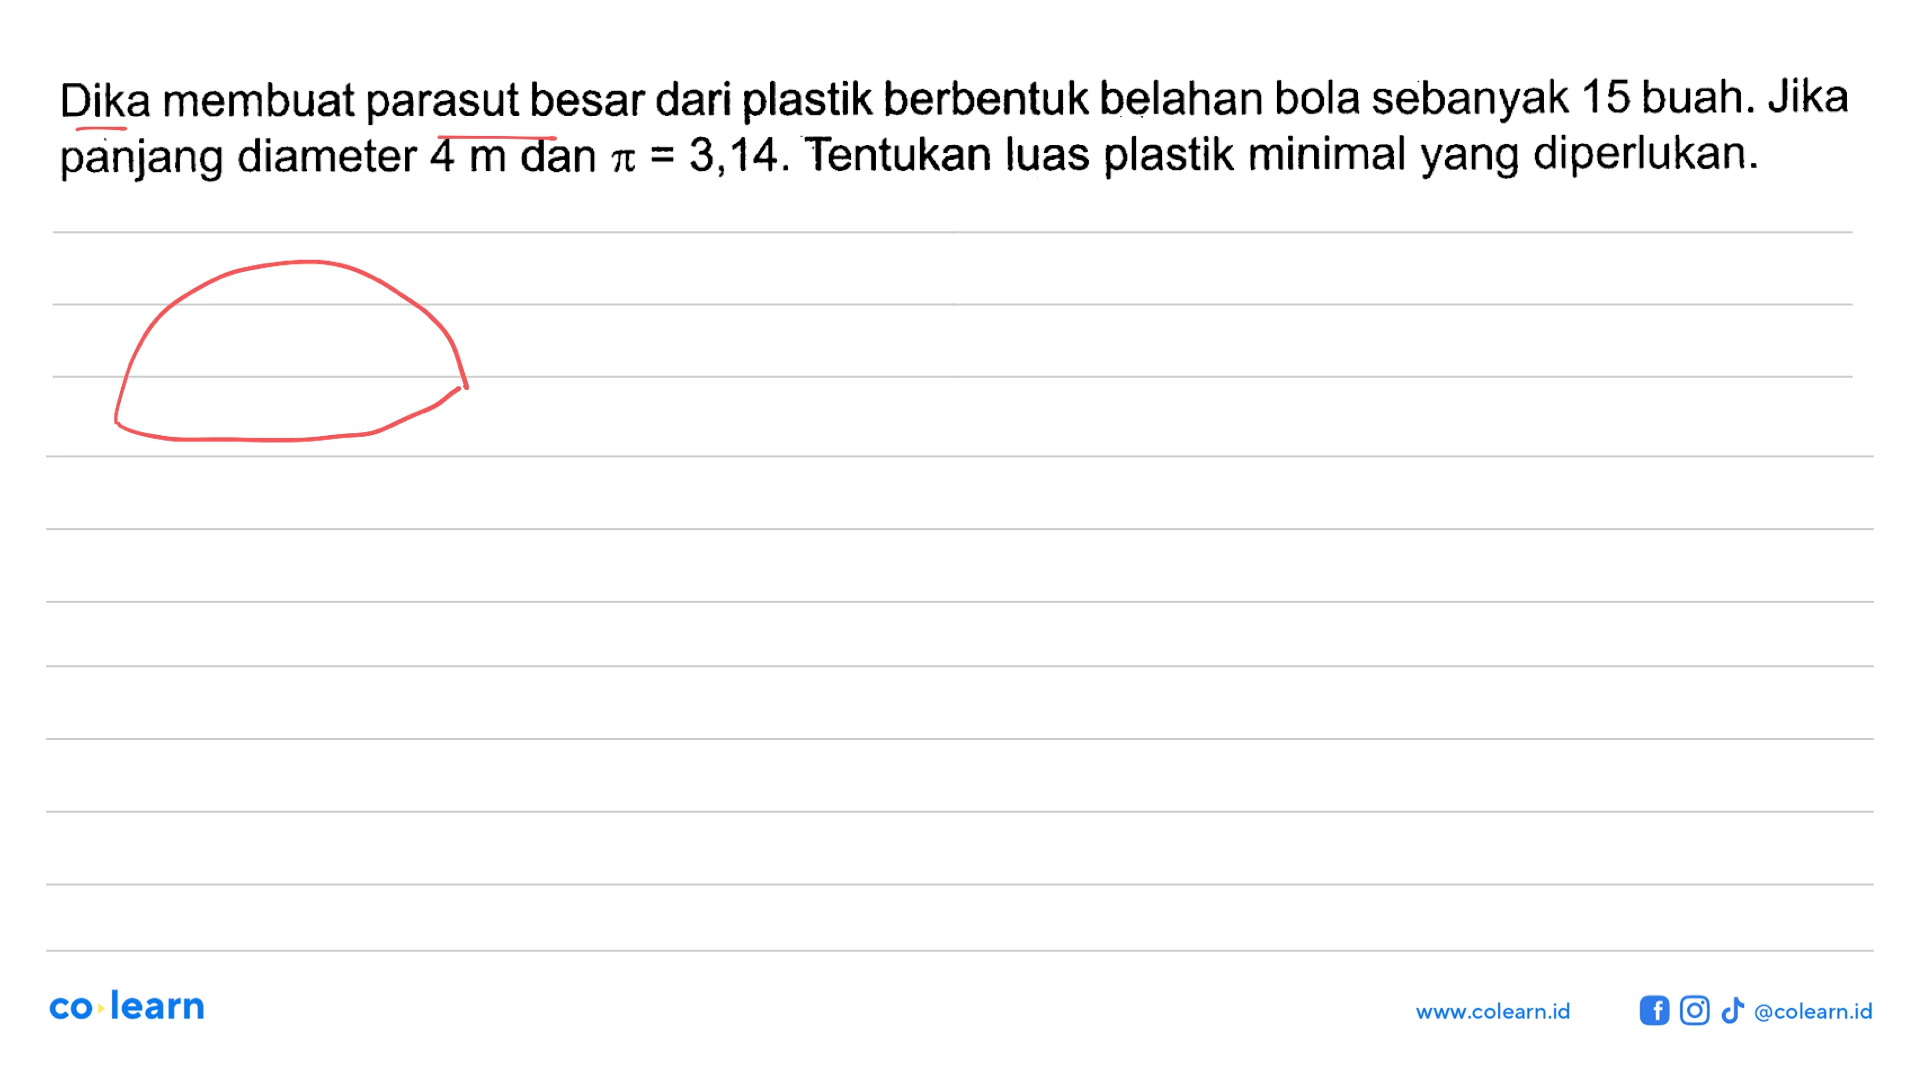 Dika membuat parasut besar dari plastik berbentuk belahan bola sebanyak 15 buah. Jika
panjang diameter 4 m dan π = 3,14. Tentukan luas plastik minimal yang diperlukan.
co learn
www.colearn.id
@colearn.id